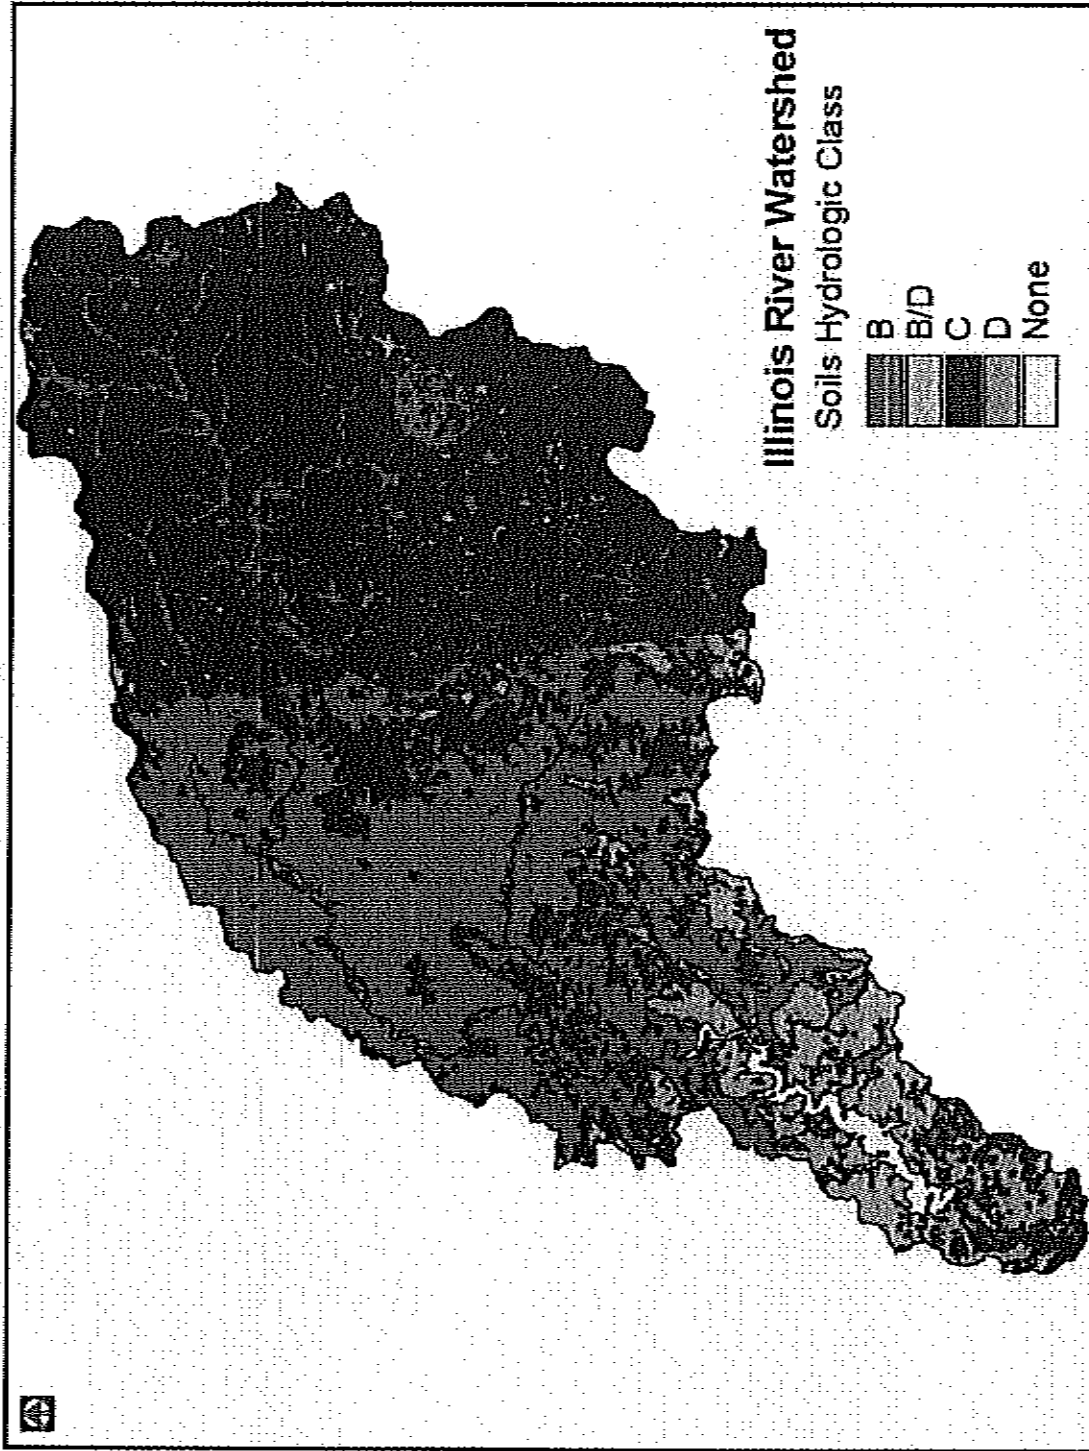 Illinois River Watershed
Soils Hydrologic Class
B
B/D
C
D
None